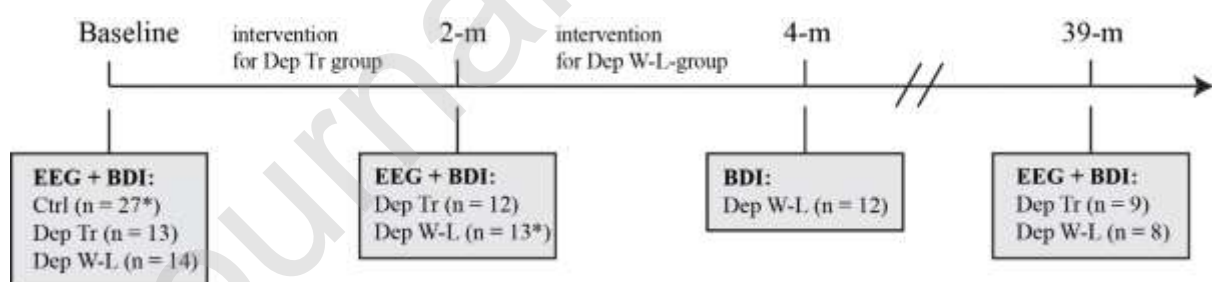 Baseline
intervention
for Dep Tr group
2-m
intervention
for Dep W-L-group
4-m
39-m
EEG + BDI:
Ctrl (n = 27*)
Dep Tr (n = 13)
Dep W-L (n = 14)
EEG + BDI:
Dep Tr (n = 12)
Dep W-L (n = 13*)
BDI:
Dep W-L (n = 12)
EEG + BDI:
Dep Tr (n = 9)
Dep W-L (n = 8)
ourna